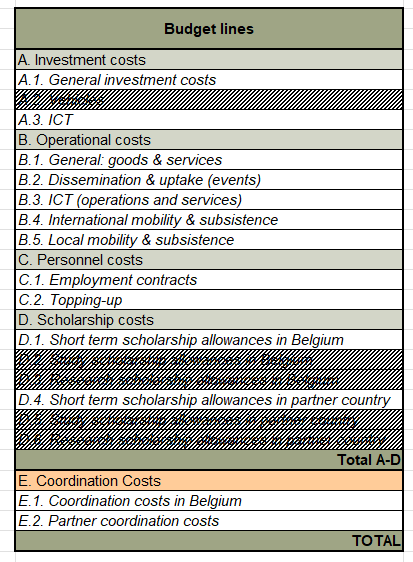 Budget lines
A. Investment costs
A.1. General investment costs
A.2. Vehicles
A.3. ICT
B. Operational costs
B.1. General: goods & services
B.2. Dissemination & uptake (events)
B.3. ICT (operations and services)
B.4. International mobility & subsistence
B.5. Local mobility & subsistence
C. Personnel costs
C.1. Employment contracts
C.2. Topping-up
D. Scholarship costs
D.1. Short term scholarship allowances in Belgium
D.2. Study scholarship allowances in Belgium
D.3. Research scholarship allowances in Belgium
D.4. Short term scholarship allowances in partner country
D.5. Study scholarship allowances in partner country
D.6. Research scholarship allowances in partner country
Total A-D
E. Coordination Costs
E.1. Coordination costs in Belgium
E.2. Partner coordination costs
TOTAL